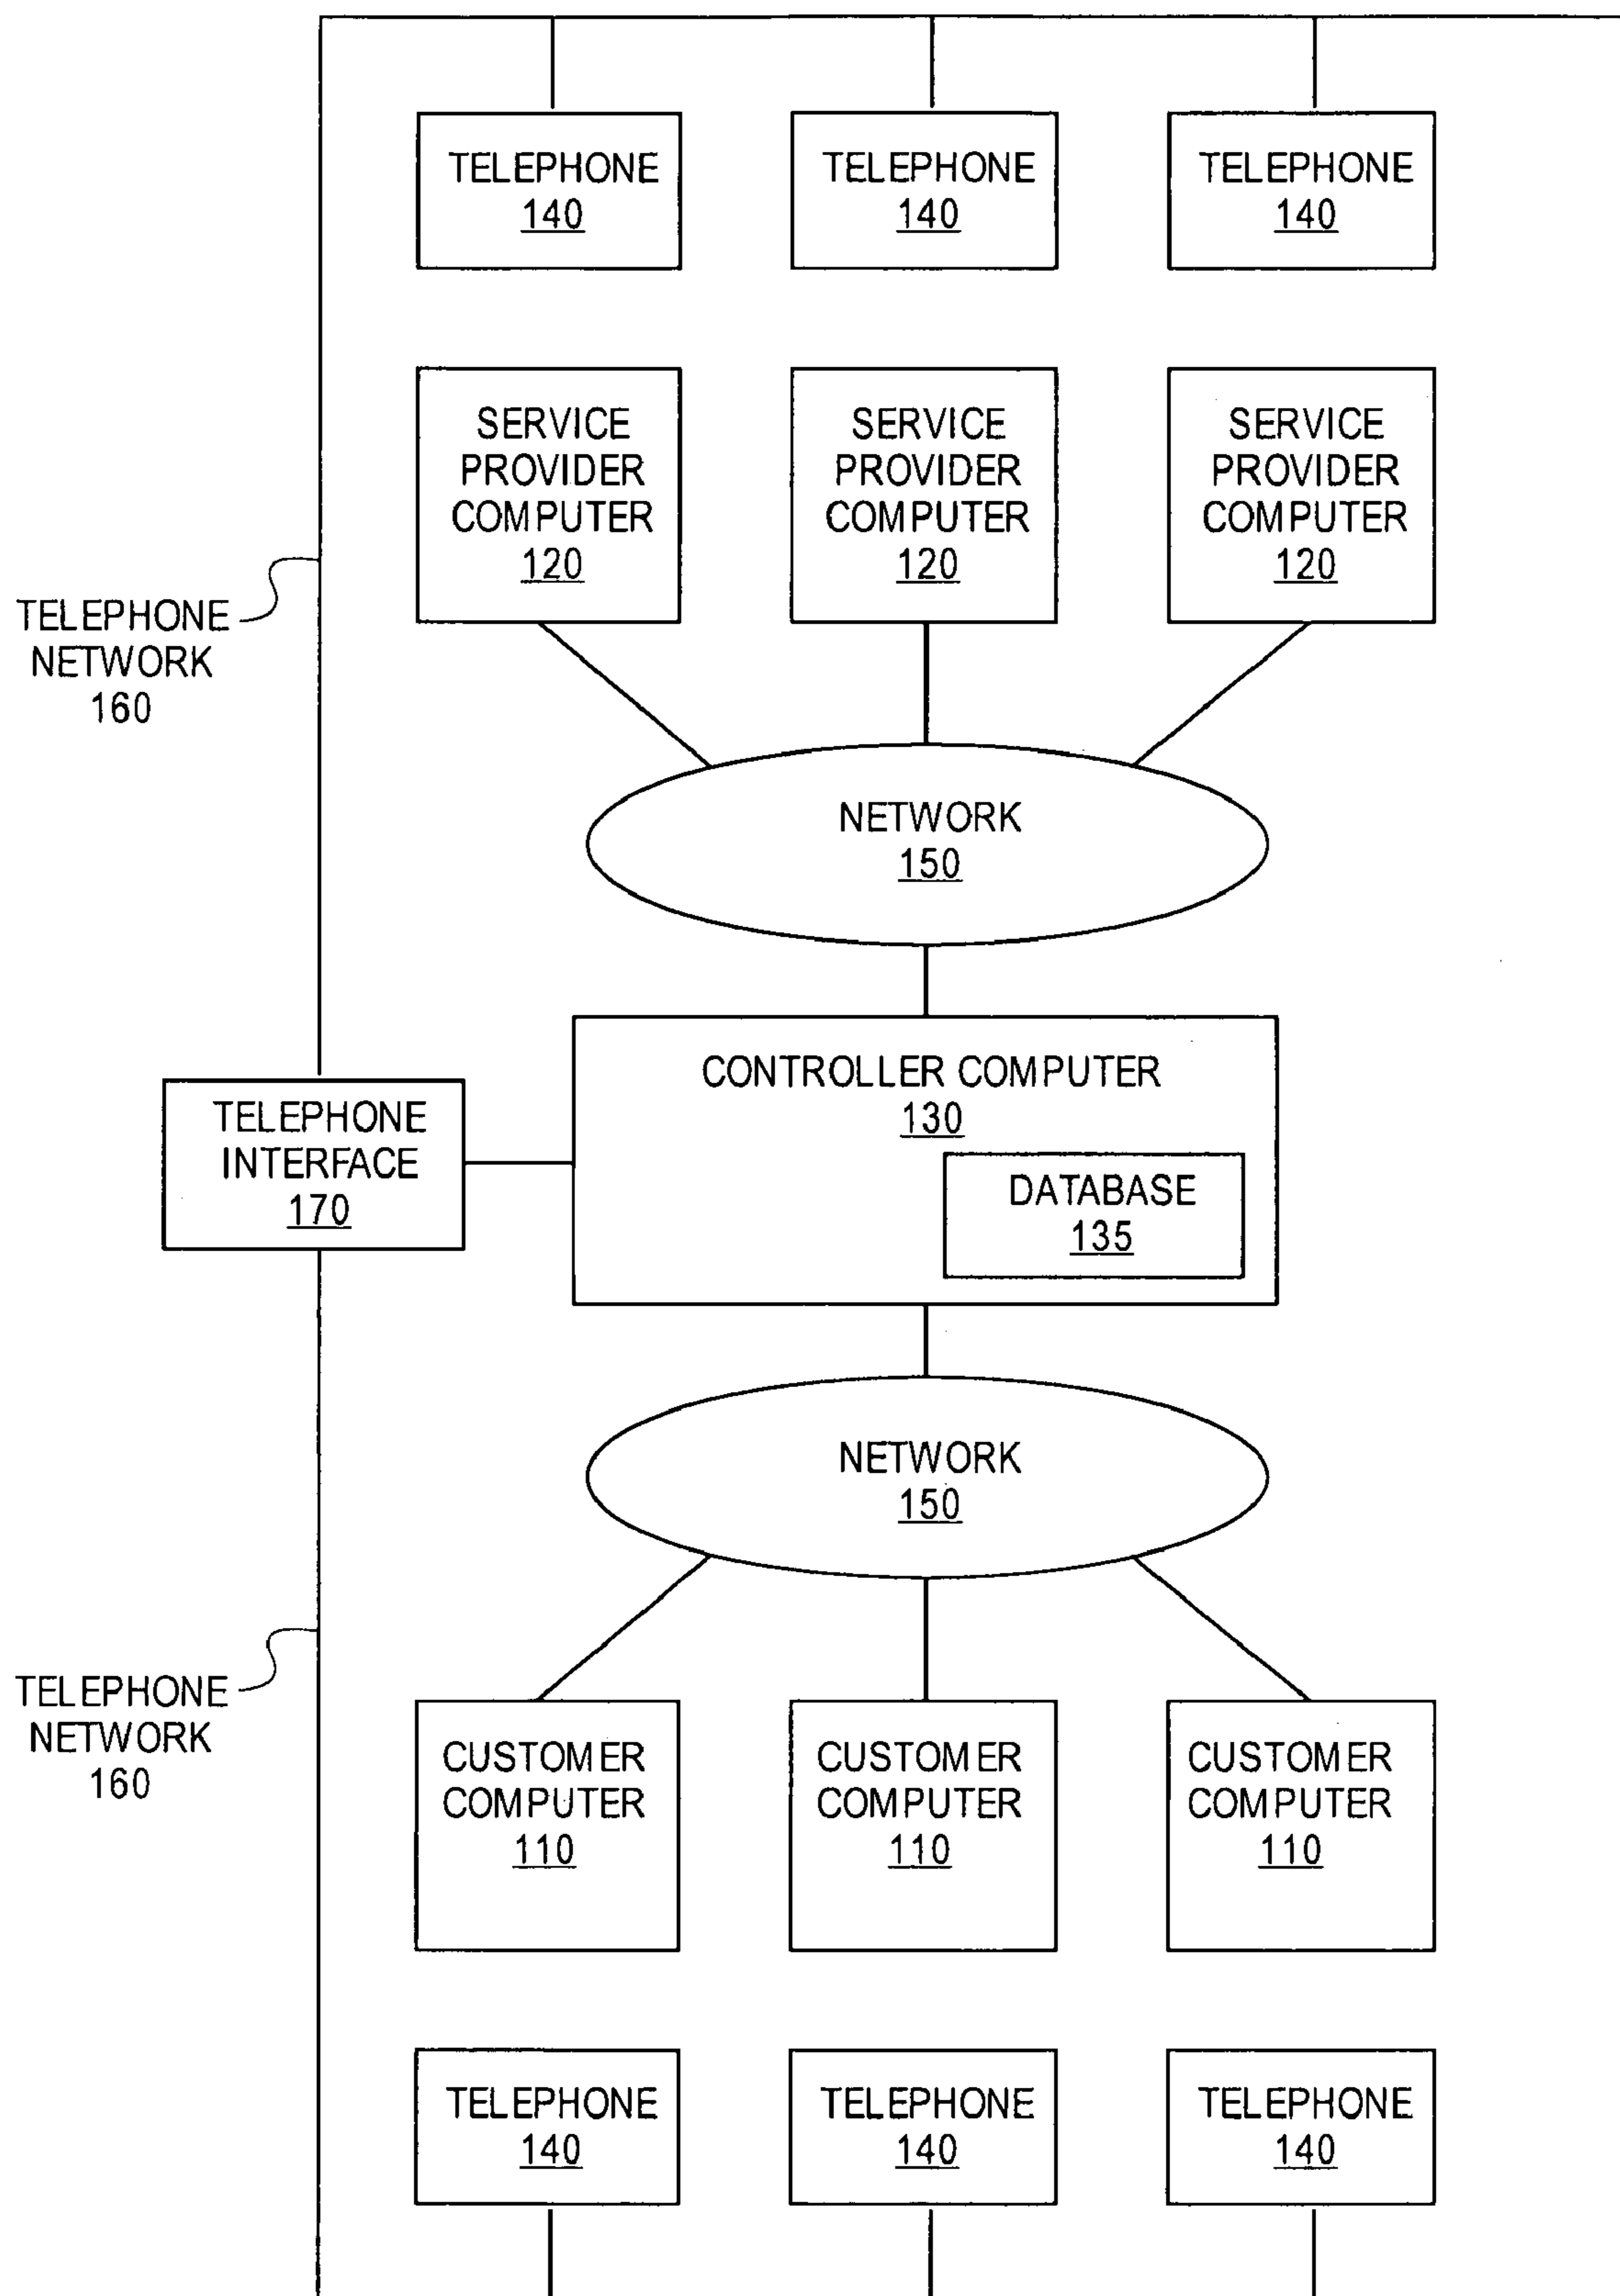 TELEPHONE
140
TELEPHONE
140
TELEPHONE
140
SERVICE
PROVIDER
COMPUTER
120
SERVICE
PROVIDER
COMPUTER
120
SERVICE
PROVIDER
COMPUTER
120
TELEPHONE
NETWORK
160
NETWORK
150
CONTROLLER COMPUTER
130
TELEPHONE
INTERFACE
170
DATABASE
135
NETWORK
150
TELEPHONE
NETWORK
160
CUSTOMER
COMPUTER
110
CUSTOMER
COMPUTER
110
CUSTOMER
COMPUTER
110
TELEPHONE
140
TELEPHONE
140
TELEPHONE
140